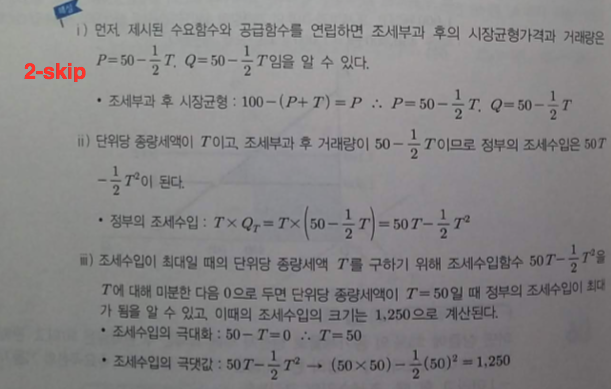 해설
i) 먼저, 제시된 수요함수와 공급함수를 연립하면 조세부과 후의 시장균형가격과 거래량은
P=50-\frac{1}{2}T, Q=50-\frac{1}{2}T임을 알 수 있다.
2-skip
• 조세부과 후 시장균형 : 100-(P+T)=P ∴ P=50-\frac{1}{2}T, Q=50-\frac{1}{2}T
ii) 단위당 종량세액이 T이고, 조세부과 후 거래량이 50-\frac{1}{2}T이므로 정부의 조세수입은 50T
-\frac{1}{2}T²이 된다.
• 정부의 조세수입 : T×Q_T=T×(50-\frac{1}{2}T)=50T-\frac{1}{2}T²
iii) 조세수입이 최대일 때의 단위당 종량세액 T를 구하기 위해 조세수입함수 50T-\frac{1}{2}T²을
T에 대해 미분한 다음 0으로 두면 단위당 종량세액이 T=50일 때 정부의 조세수입이 최대
가 됨을 알 수 있고, 이때의 조세수입의 크기는 1,250으로 계산된다.
• 조세수입의 극대화 : 50-T=0 ∴ T=50
• 조세수입의 극댓값 : 50T-\frac{1}{2}T² → (50×50)-\frac{1}{2}(50)²=1,250